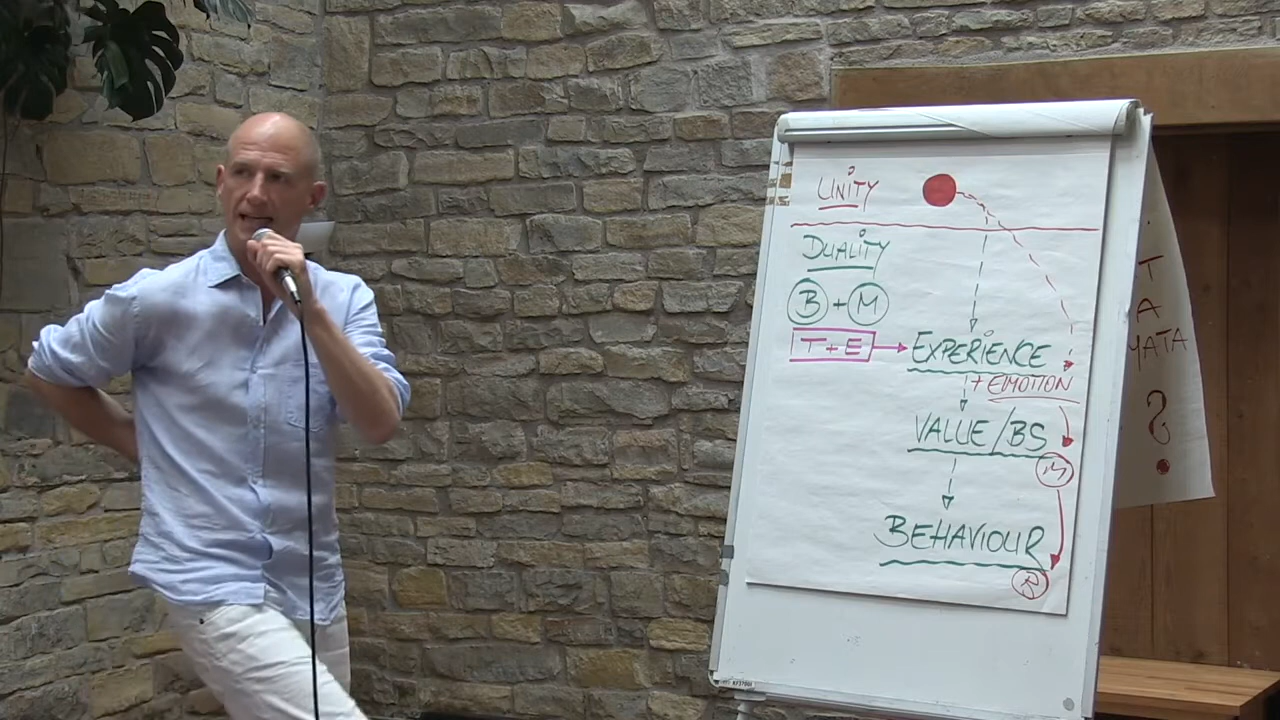 UNITY
DUALITY
B + M
T + E EXPERIENCE
+ EMOTION
VALUE/BS
M
BEHAVIOUR
R
T
A
YATA
?